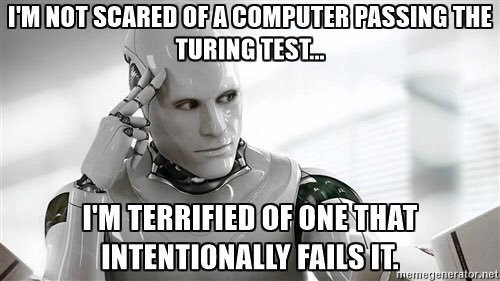 I'M NOT SCARED OF A COMPUTER PASSING THE
TURING TEST...
I'M TERRIFIED OF ONE THAT
INTENTIONALLY FAILS IT.
memegenerator.net